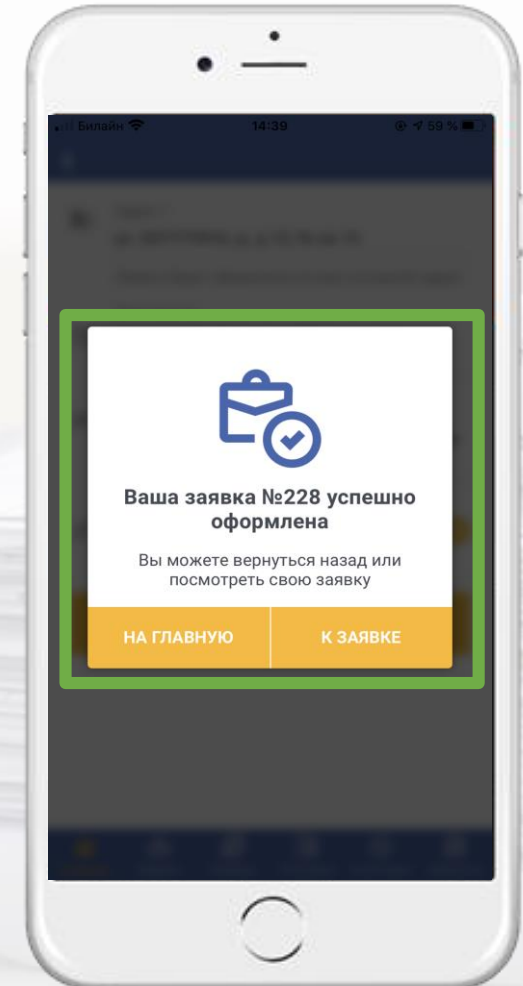 Билайн 14:39 59 %
Ваша заявка №228 успешно
оформлена
Вы можете вернуться назад или
посмотреть свою заявку
НА ГЛАВНУЮ К ЗАЯВКЕ